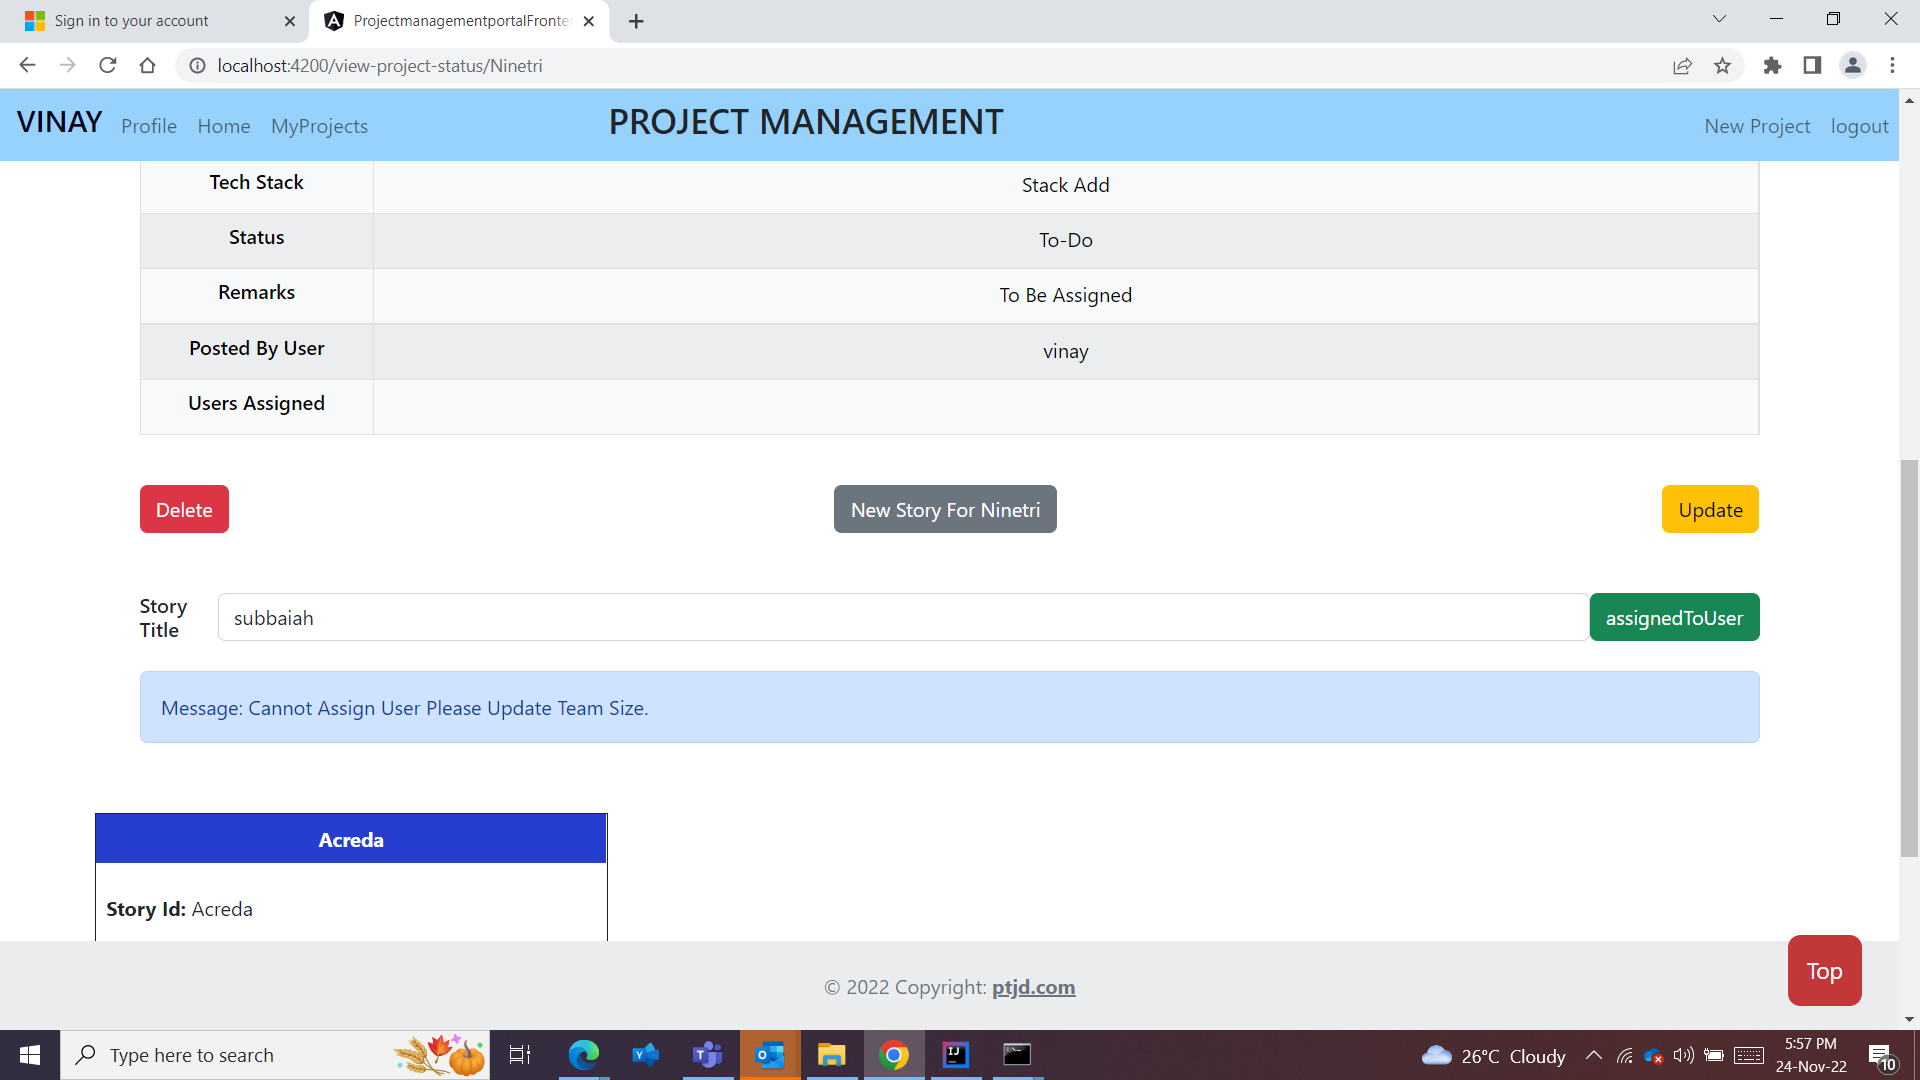 Sign in to your account
ProjectmanagementportalFronte
localhost:4200/view-project-status/Ninetri
VINAY Profile Home MyProjects PROJECT MANAGEMENT New Project logout
Tech Stack Stack Add
Status To-Do
Remarks To Be Assigned
Posted By User vinay
Users Assigned
Delete New Story For Ninetri Update
Story
Title
subbaiah
assignedToUser
Message: Cannot Assign User Please Update Team Size.
Acreda
Story Id: Acreda
Top
© 2022 Copyright: ptjd.com
Type here to search
26°C Cloudy
5:57 PM
24-Nov-22
10